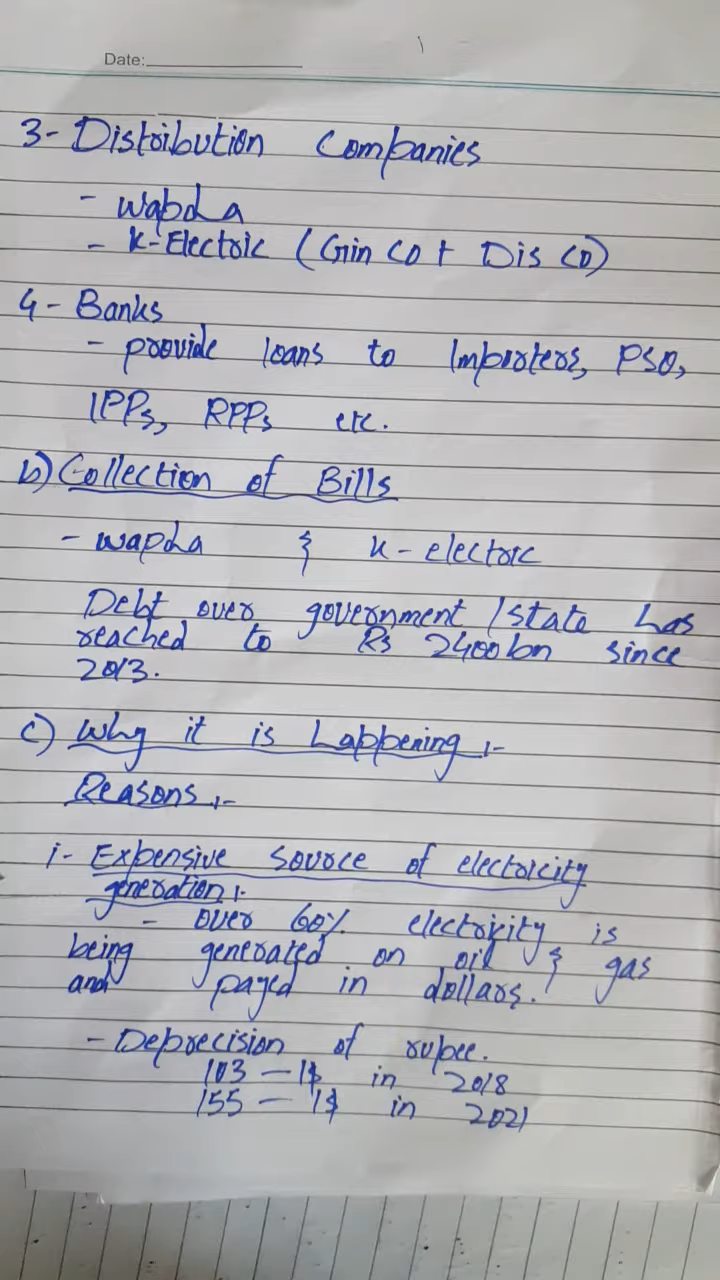 Date:
3- Distribution Companies
- Wapda
- K-Electric (Gin CO + Dis CO)
4- Banks
- provide loans to Importers, PSO,
IPPs, RPPs etc.
b) Collection of Bills
- wapda & k-electric
Debt over government / state has
reached to Rs 2400bn since
2013.
c) Why it is happening :-
Reasons :-
i- Expensive source of electricity
generation :-
- over 60% electricity is
being generated on oil & gas
and payed in dollars.
- Deprecision of rupee.
103 - 1$ in 2018
155 - 1$ in 2021